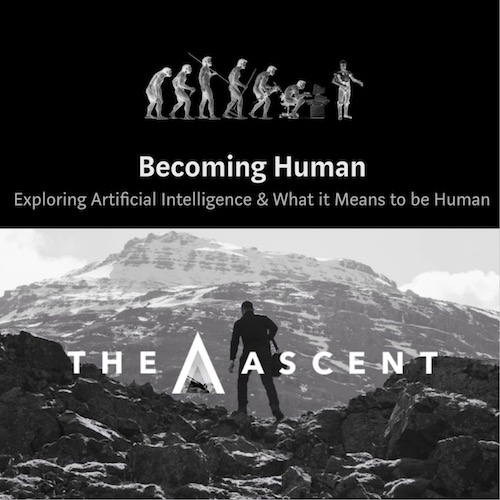 Becoming Human
Exploring Artificial Intelligence & What it Means to be Human
THE ASCENT